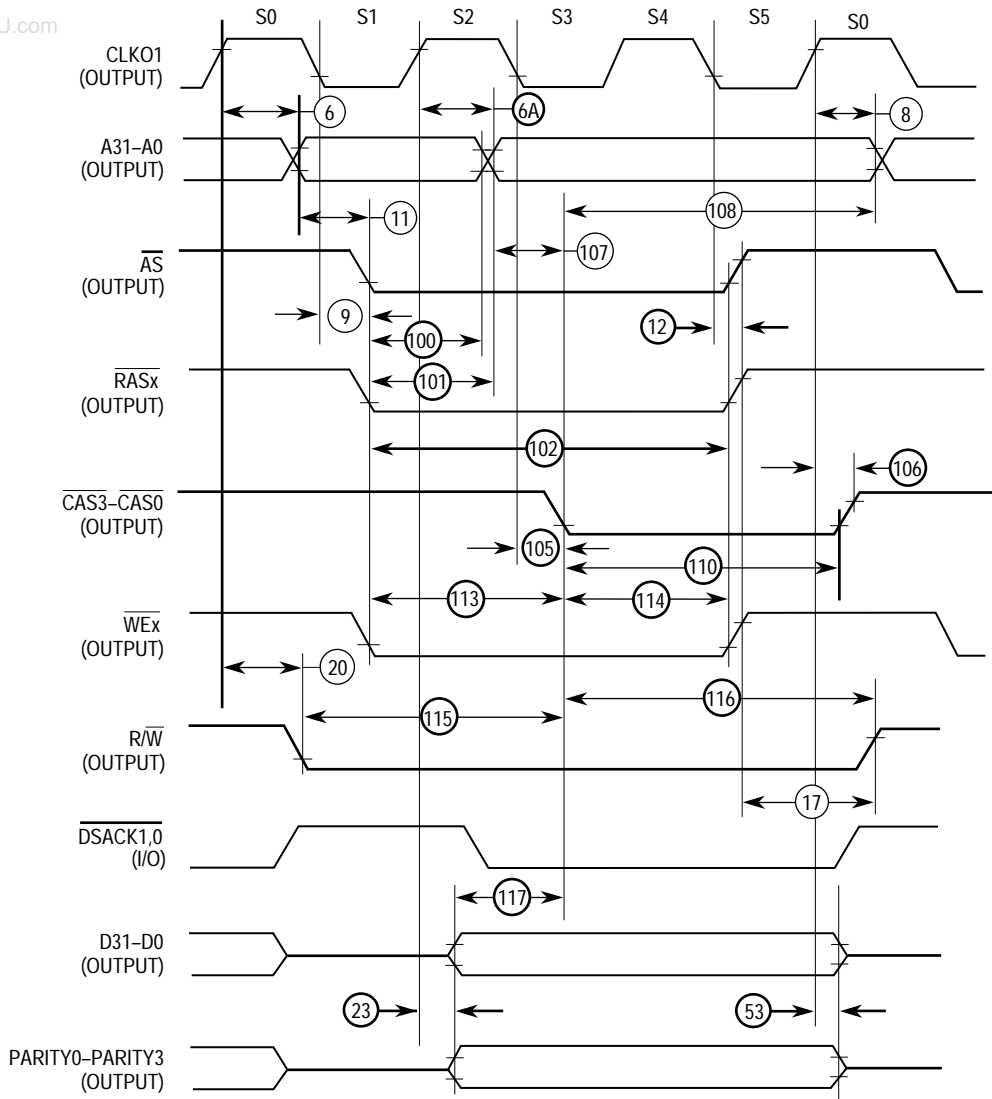 U.com
S0 S1 S2 S3 S4 S5 S0
CLKO1
(OUTPUT)
6 6A 8
A31–A0
(OUTPUT)
11 108
107
AS
(OUTPUT)
9 12
100
RASx
(OUTPUT)
101
102
106
CAS3–CAS0
(OUTPUT)
105
110
113 114
WEx
(OUTPUT)
20
116
115
R/W
(OUTPUT)
17
DSACK1,0
(I/O)
117
D31–D0
(OUTPUT)
23 53
PARITY0–PARITY3
(OUTPUT)